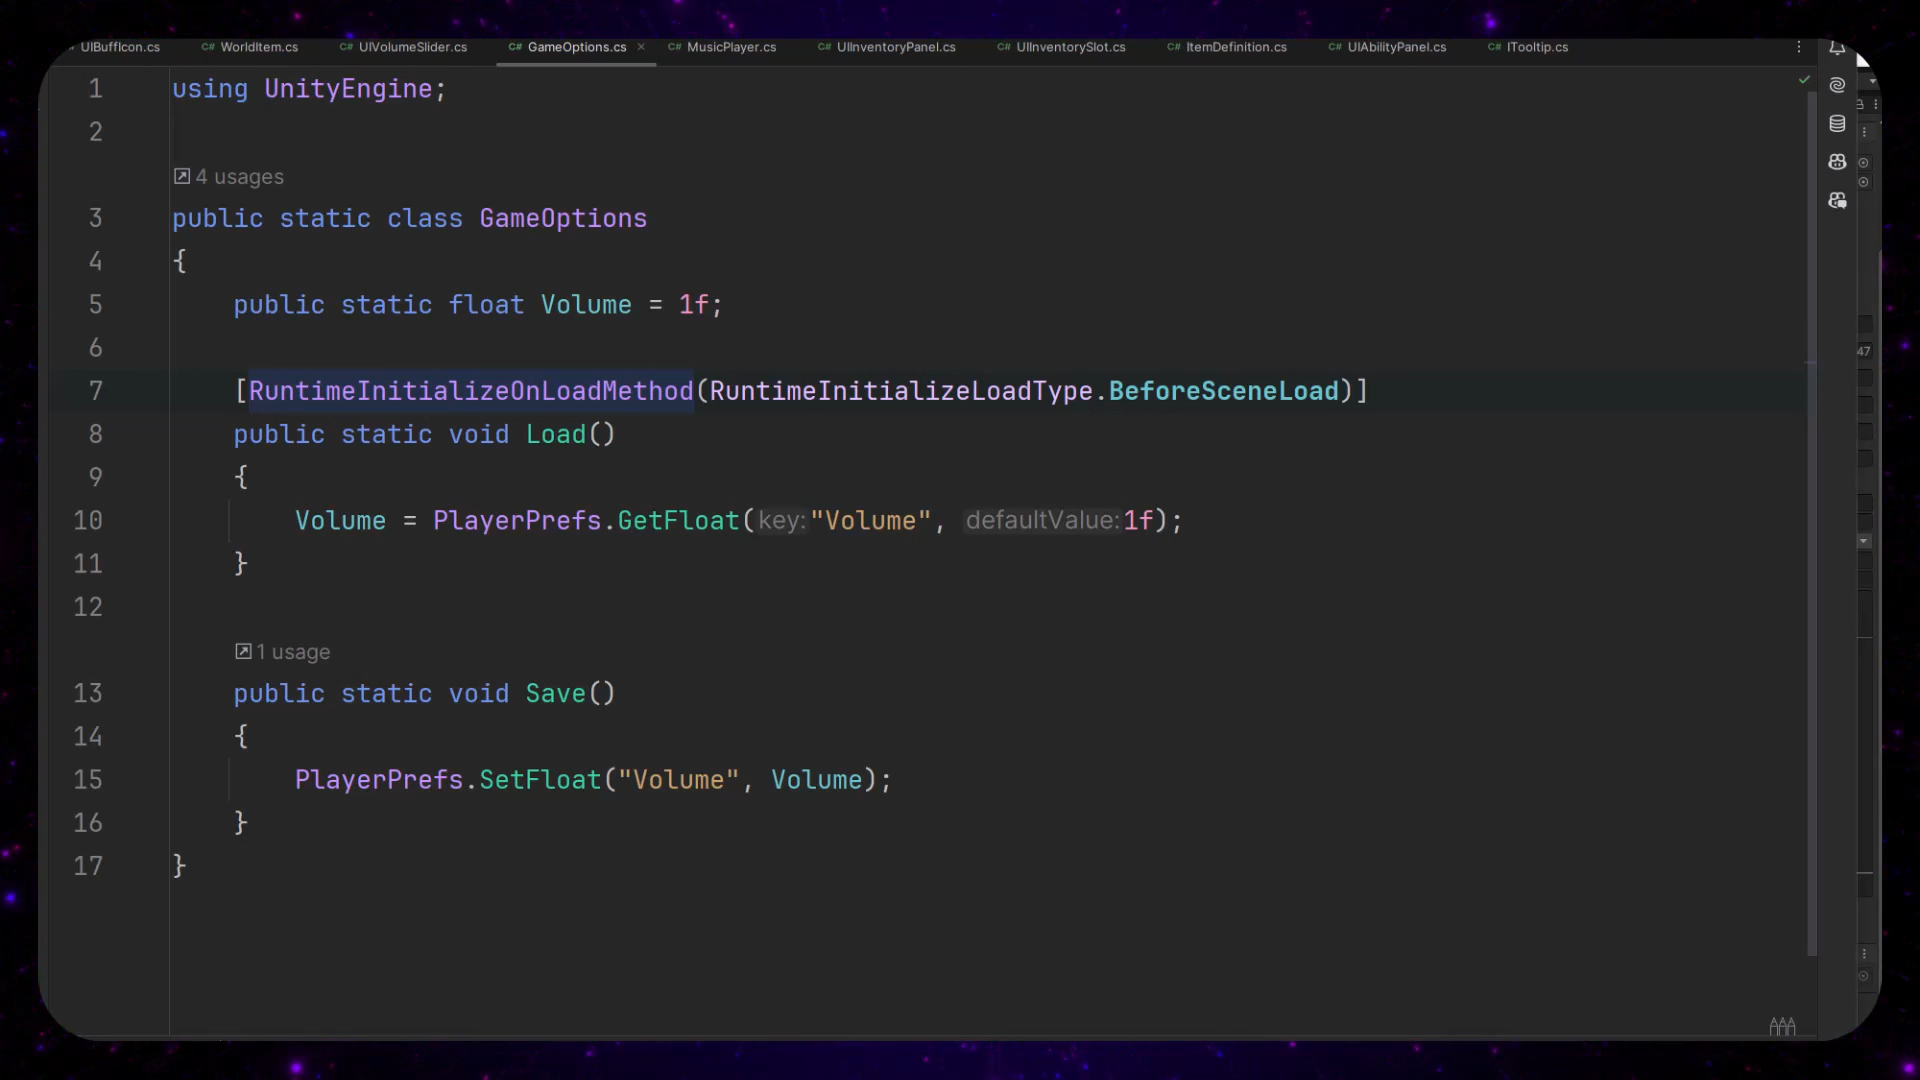 UIBuffIcon.cs C# WorldItem.cs C# UIVolumeSlider.cs C# GameOptions.cs × C# MusicPlayer.cs C# UIInventoryPanel.cs C# UIInventorySlot.cs C# ItemDefinition.cs C# UIAbilityPanel.cs C# ITooltip.cs
1 using UnityEngine;
2
4 usages
3 public static class GameOptions
4 {
5 public static float Volume = 1f;
6
7 [RuntimeInitializeOnLoadMethod(RuntimeInitializeLoadType.BeforeSceneLoad)]
8 public static void Load()
9 {
10 Volume = PlayerPrefs.GetFloat(key:"Volume", defaultValue:1f);
11 }
12
1 usage
13 public static void Save()
14 {
15 PlayerPrefs.SetFloat("Volume", Volume);
16 }
17 }
47